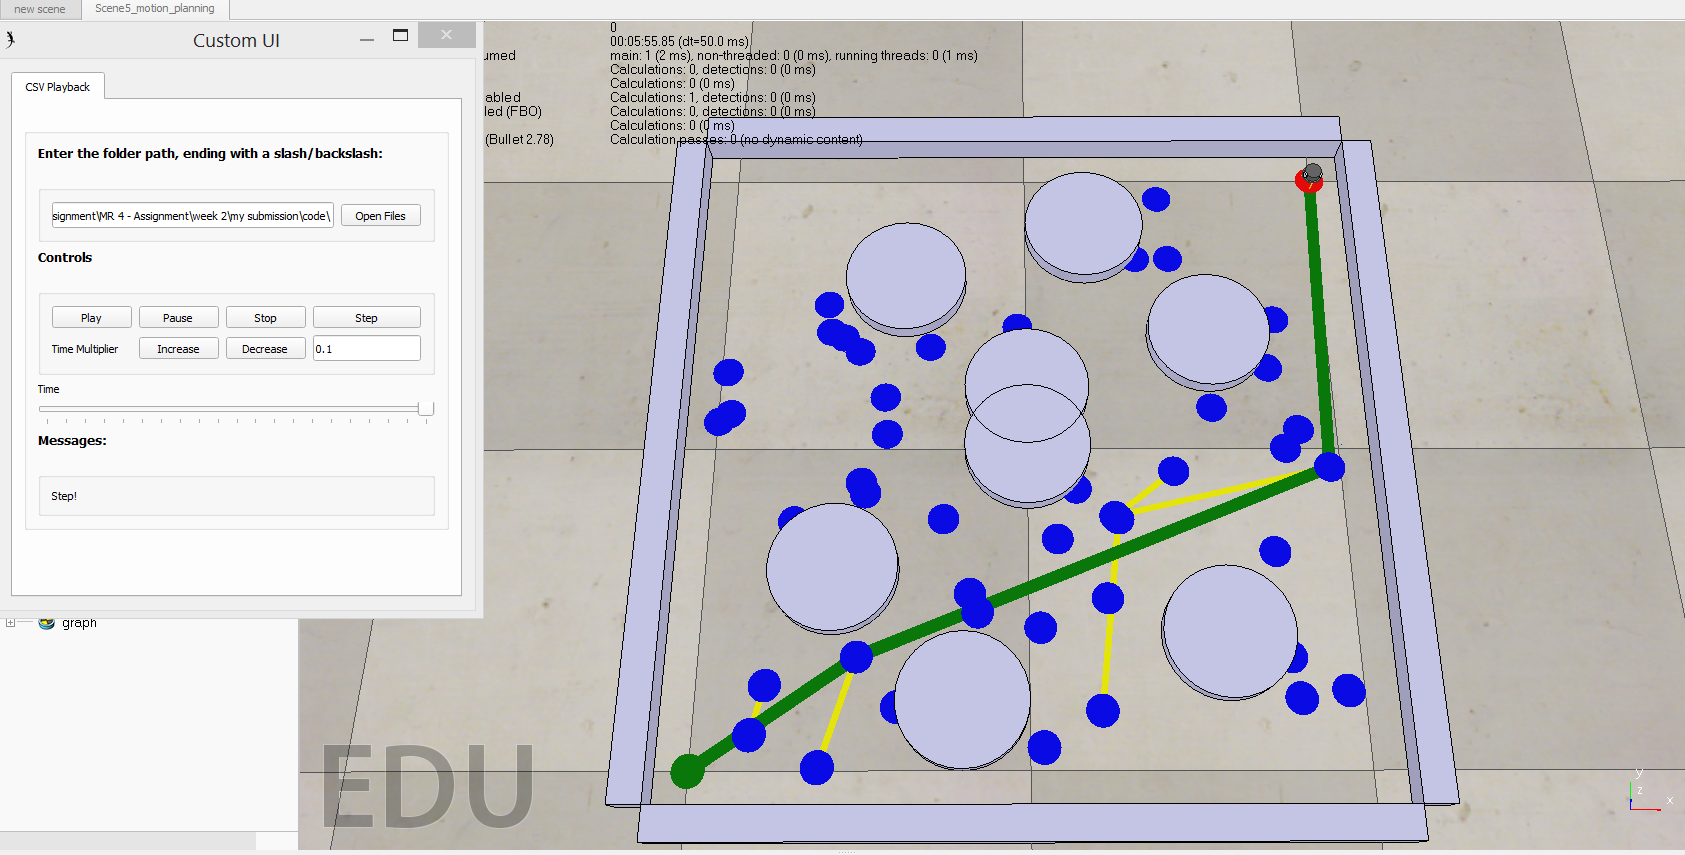 new scene
Scene5_motion_planning
Custom UI
CSV Playback
Enter the folder path, ending with a slash/backslash:
signment\MR 4 - Assignment\week 2\my submission\code\
Open Files
Controls
Play
Pause
Stop
Step
Time Multiplier
Increase
Decrease
0.1
Time
Messages:
Step!
graph
0
00:05:55.85 (dt=50.0 ms)
umed main: 1 (2 ms), non-threaded: 0 (0 ms), running threads: 0 (1 ms)
Calculations: 0, detections: 0 (0 ms)
Calculations: 0 (0 ms)
abled Calculations: 1, detections: 0 (0 ms)
led (FBO) Calculations: 0, detections: 0 (0 ms)
Calculations: 0 (0 ms)
(Bullet 2.78) Calculation passes: 0 (no dynamic content)
EDU
y
z
x